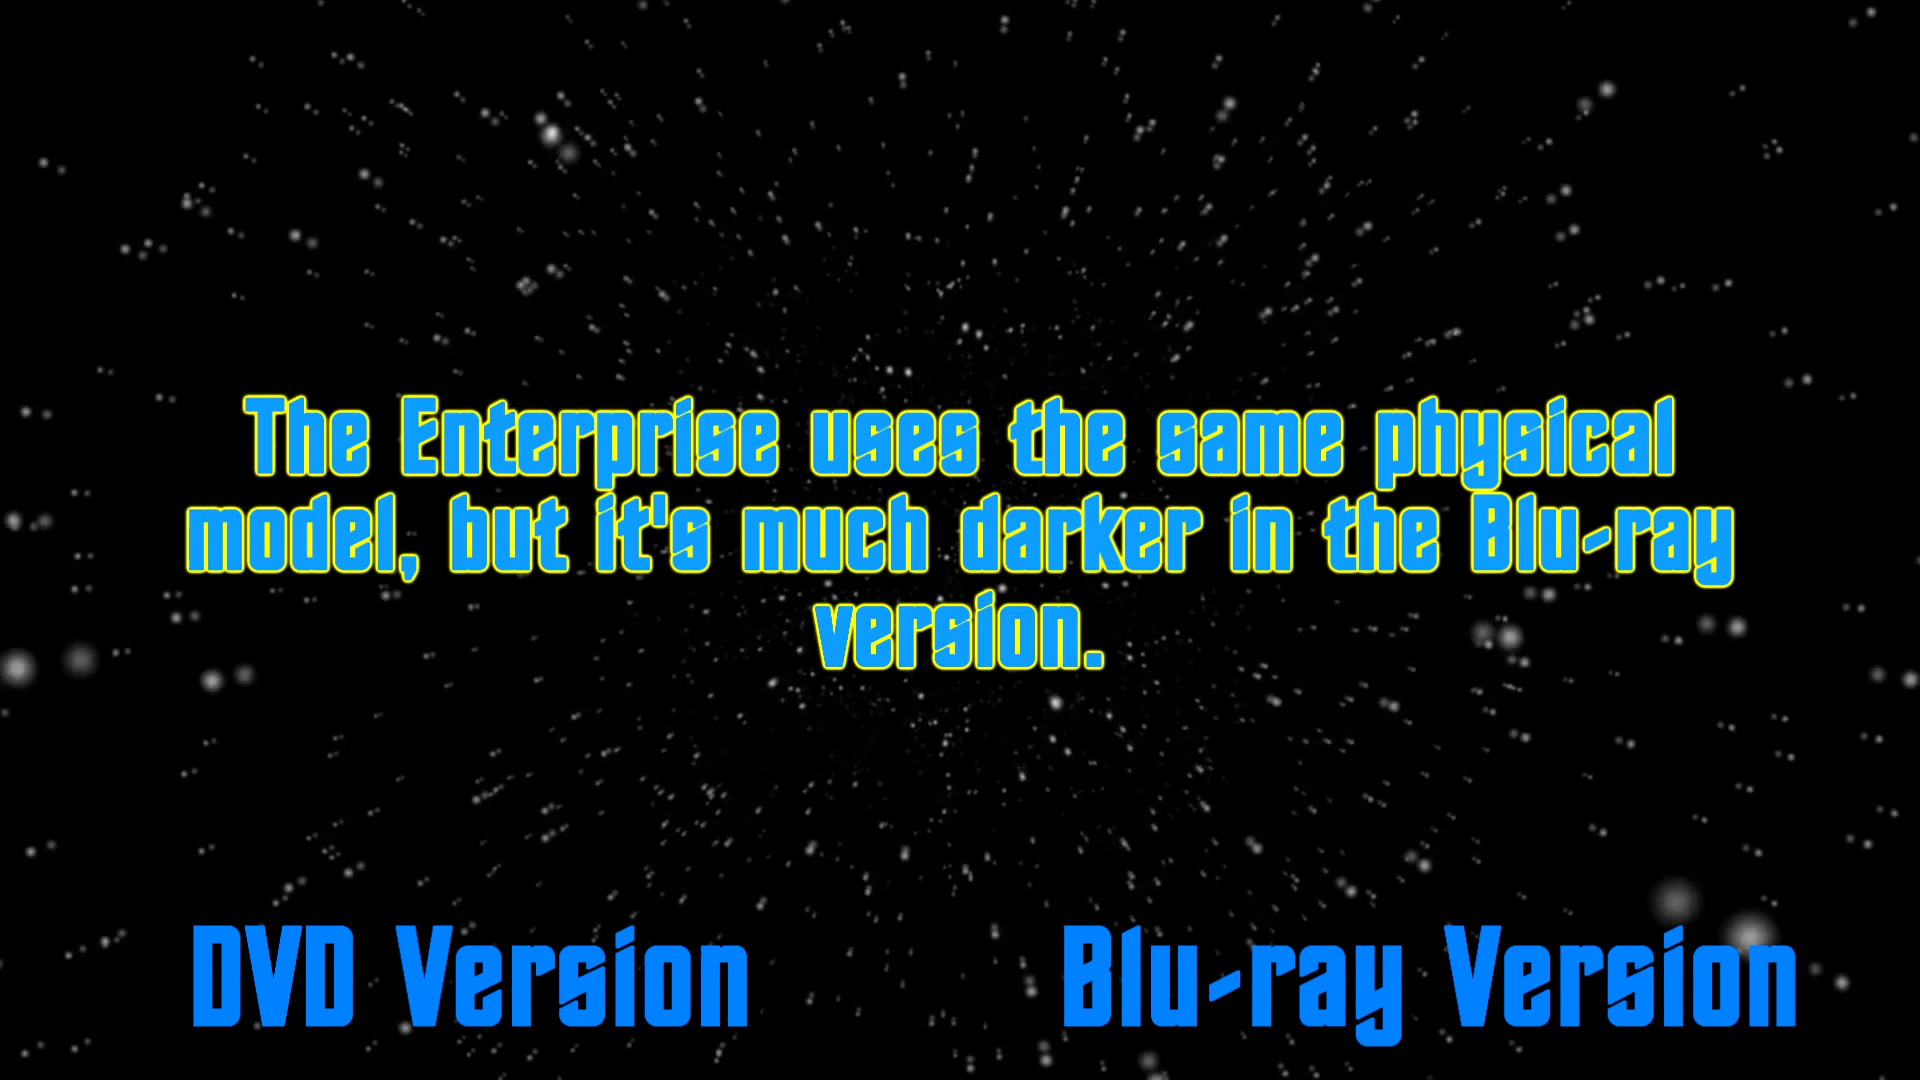 The Enterprise uses the same physical
model, but it's much darker in the Blu-ray
version.
DVD Version
Blu-ray Version